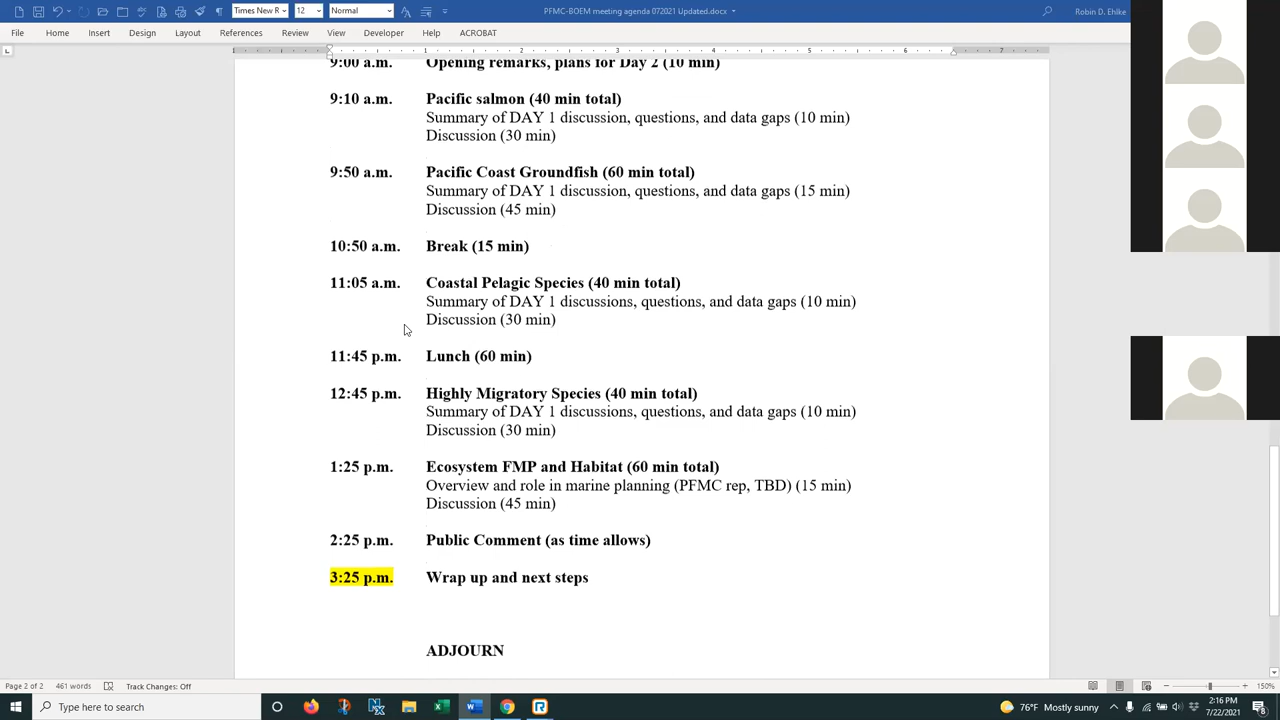 Times New R 12 Normal PFMC-BOEM meeting agenda 072021 Updated.docx Robin D. Ehlke
File Home Insert Design Layout References Review View Developer Help ACROBAT
1 1 2 3 4 5 6 7
9:00 a.m. Opening remarks, plans for Day 2 (10 min)
9:10 a.m. Pacific salmon (40 min total)
Summary of DAY 1 discussion, questions, and data gaps (10 min)
Discussion (30 min)
9:50 a.m. Pacific Coast Groundfish (60 min total)
Summary of DAY 1 discussion, questions, and data gaps (15 min)
Discussion (45 min)
10:50 a.m. Break (15 min)
11:05 a.m. Coastal Pelagic Species (40 min total)
Summary of DAY 1 discussions, questions, and data gaps (10 min)
Discussion (30 min)
11:45 p.m. Lunch (60 min)
12:45 p.m. Highly Migratory Species (40 min total)
Summary of DAY 1 discussions, questions, and data gaps (10 min)
Discussion (30 min)
1:25 p.m. Ecosystem FMP and Habitat (60 min total)
Overview and role in marine planning (PFMC rep, TBD) (15 min)
Discussion (45 min)
2:25 p.m. Public Comment (as time allows)
3:25 p.m. Wrap up and next steps
ADJOURN
Page 2 of 2 461 words Track Changes: Off 150%
Type here to search 76°F Mostly sunny 2:16 PM
7/22/2021